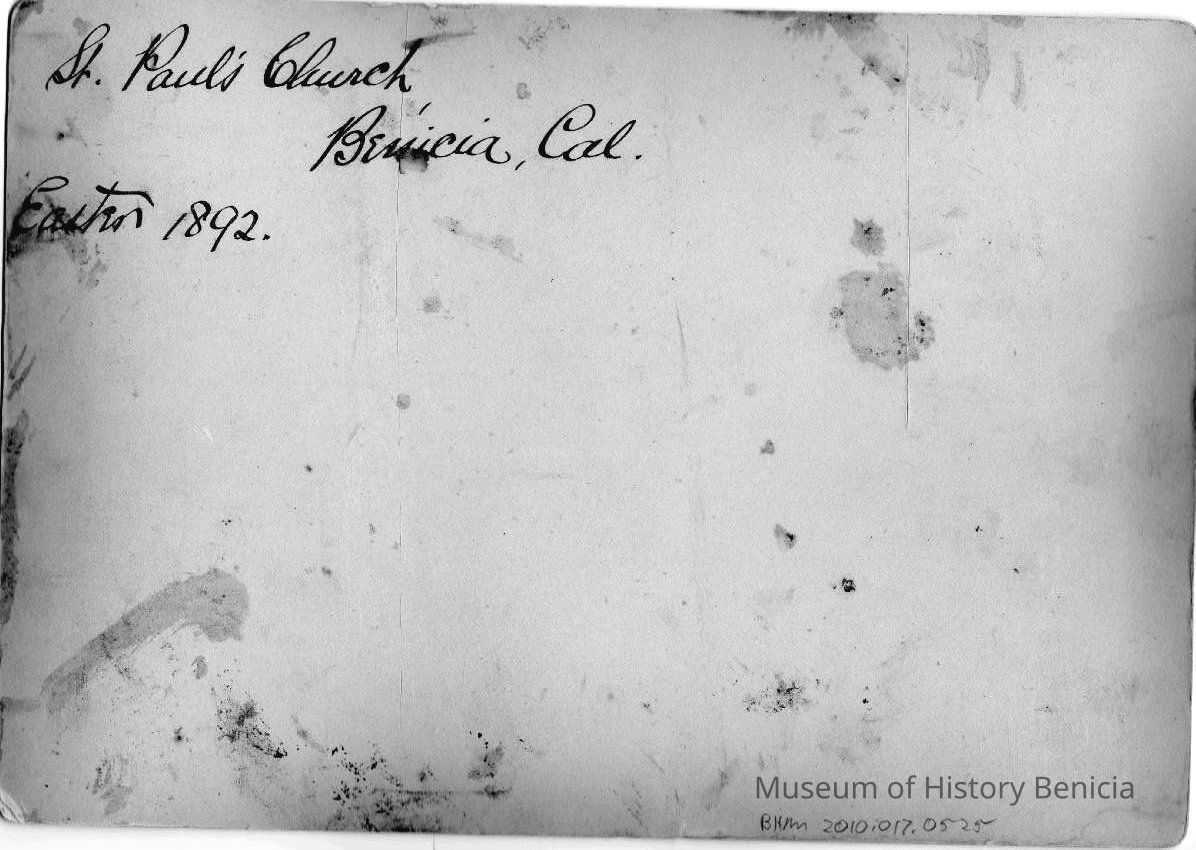 St. Paul's Church,
Benicia, Cal.
Easter 1892.
Museum of History Benicia
BHM 2010.017.0525